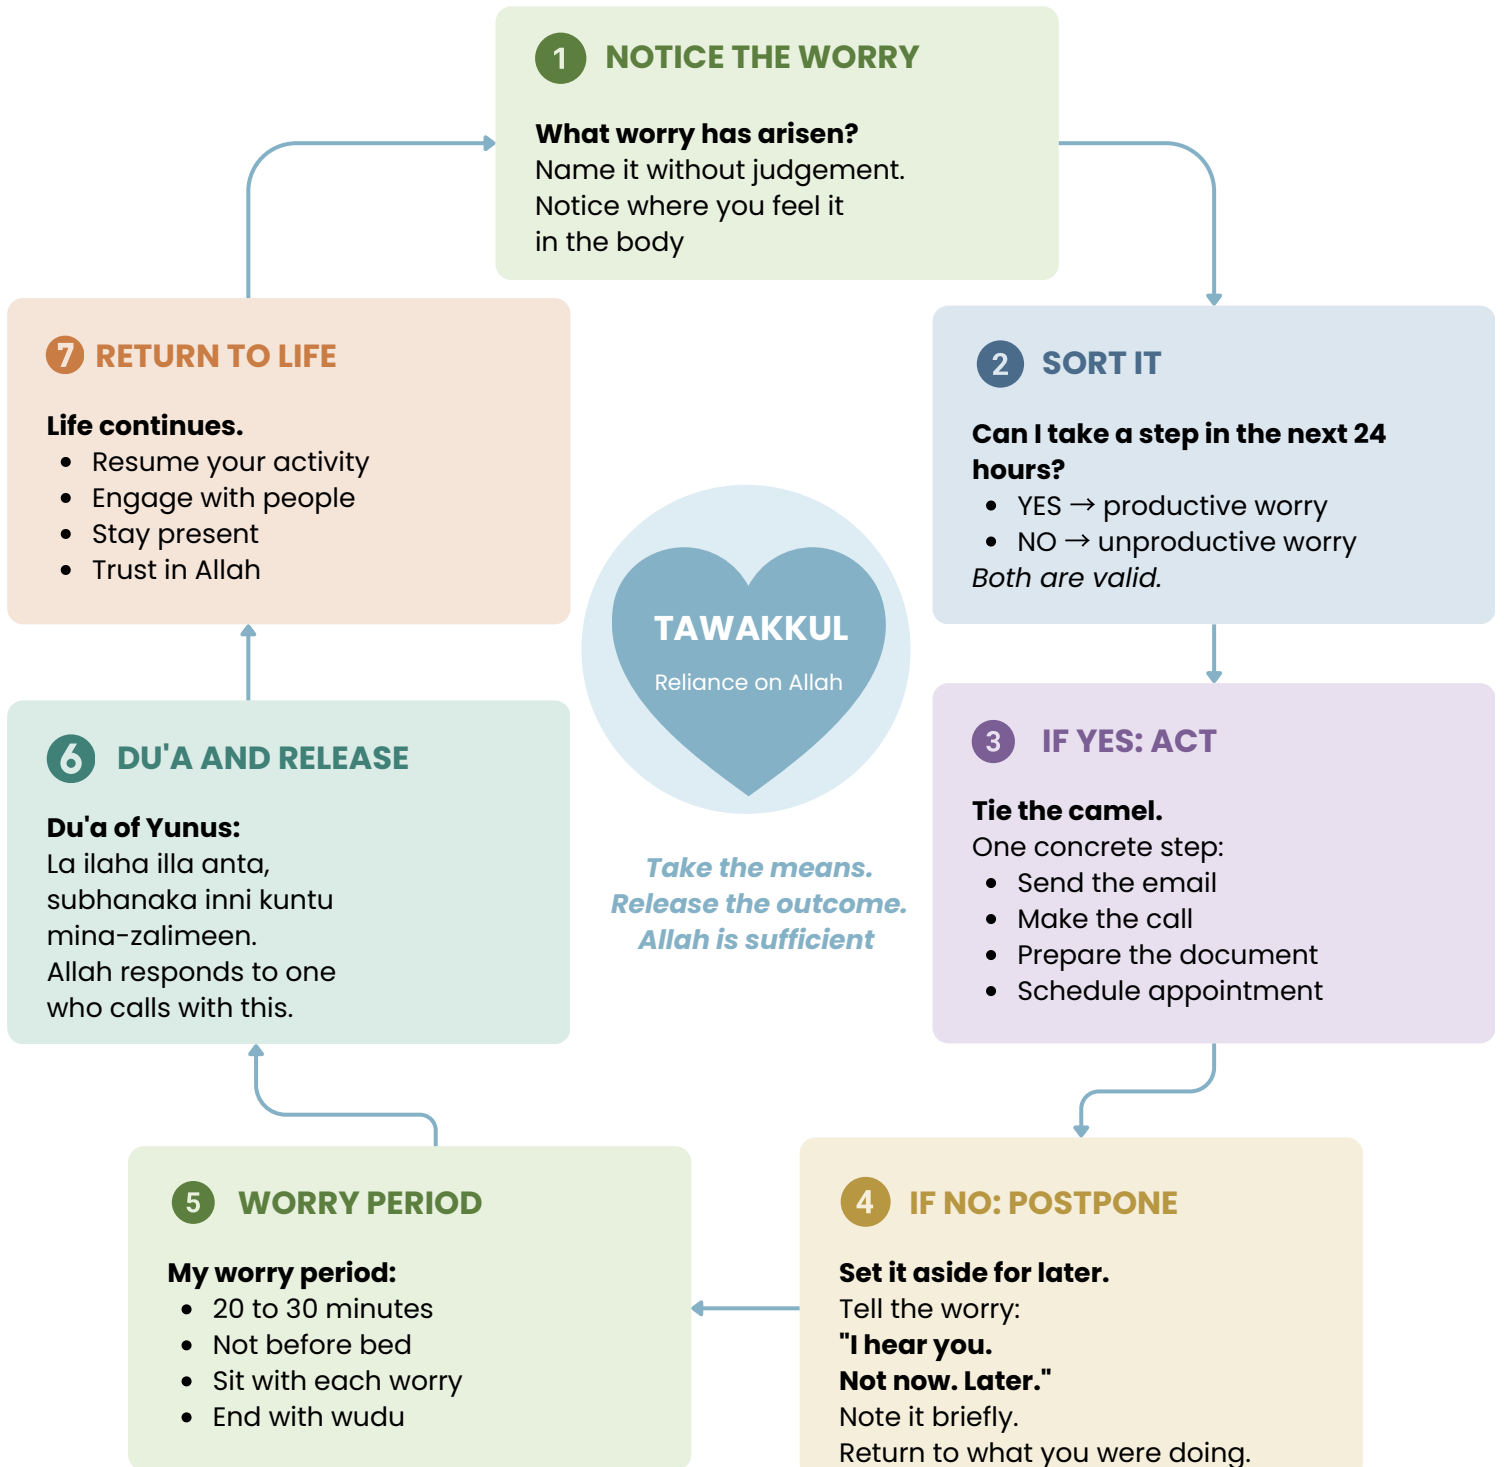 1 NOTICE THE WORRY
What worry has arisen?
Name it without judgement.
Notice where you feel it
in the body
2 SORT IT
Can I take a step in the next 24
hours?
• YES → productive worry
• NO → unproductive worry
Both are valid.
3 IF YES: ACT
Tie the camel.
One concrete step:
• Send the email
• Make the call
• Prepare the document
• Schedule appointment
4 IF NO: POSTPONE
Set it aside for later.
Tell the worry:
"I hear you.
Not now. Later."
Note it briefly.
Return to what you were doing.
5 WORRY PERIOD
My worry period:
• 20 to 30 minutes
• Not before bed
• Sit with each worry
• End with wudu
6 DU'A AND RELEASE
Du'a of Yunus:
La ilaha illa anta,
subhanaka inni kuntu
mina-zalimeen.
Allah responds to one
who calls with this.
7 RETURN TO LIFE
Life continues.
• Resume your activity
• Engage with people
• Stay present
• Trust in Allah
TAWAKKUL
Reliance on Allah
Take the means.
Release the outcome.
Allah is sufficient